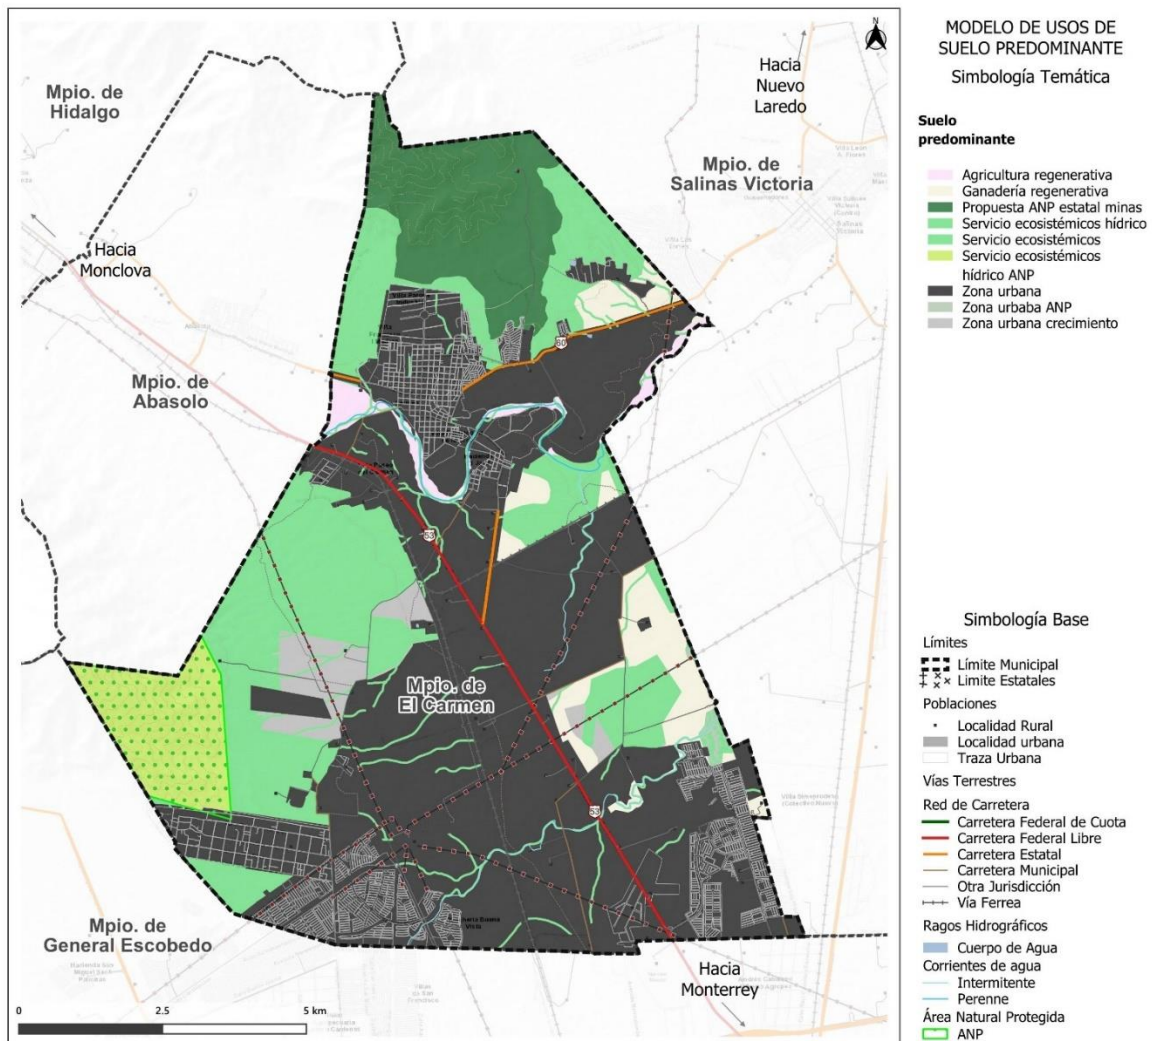 N
Mpio. de
Hidalgo
Hacia
Nuevo
Laredo
Mpio. de
Salinas Victoria
Hacia
Monclova
60
Mpio. de
Abasolo
53
Mpio. de
El Carmen
53
Mpio. de
General Escobedo
Hacia
Monterrey
0 2.5 5 km
MODELO DE USOS DE
SUELO PREDOMINANTE
Simbología Temática
Suelo
predominante
Agricultura regenerativa
Ganadería regenerativa
Propuesta ANP estatal minas
Servicio ecosistémicos hídrico
Servicio ecosistémicos
Servicio ecosistémicos
hídrico ANP
Zona urbana
Zona urbaba ANP
Zona urbana crecimiento
Simbología Base
Límites
Límite Municipal
Limite Estatales
Poblaciones
Localidad Rural
Localidad urbana
Traza Urbana
Vías Terrestres
Red de Carretera
Carretera Federal de Cuota
Carretera Federal Libre
Carretera Estatal
Carretera Municipal
Otra Jurisdicción
Vía Ferrea
Ragos Hidrográficos
Cuerpo de Agua
Corrientes de agua
Intermitente
Perenne
Área Natural Protegida
ANP